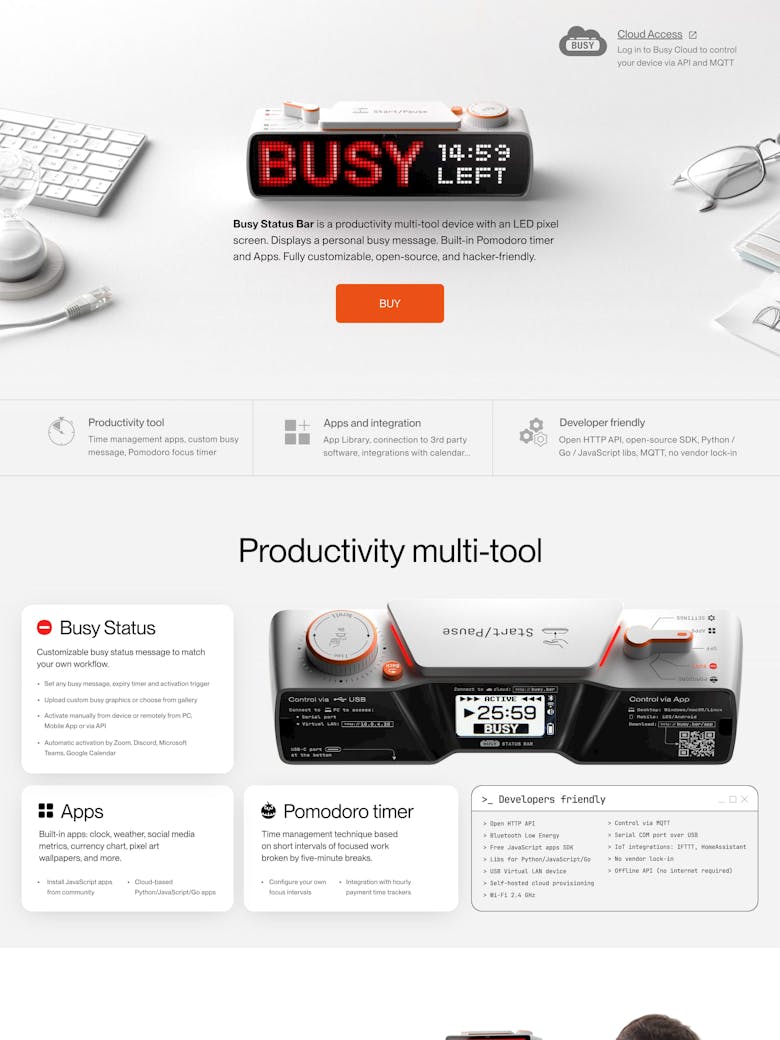 Cloud Access
BUSY
Log in to Busy Cloud to control
your device via API and MQTT
Start/Pause
BUSY 14:59
LEFT
Busy Status Bar is a productivity multi-tool device with an LED pixel
screen. Displays a personal busy message. Built-in Pomodoro timer
and Apps. Fully customizable, open-source, and hacker-friendly.
BUY
Productivity tool
Time management apps, custom busy
message, Pomodoro focus timer
Apps and integration
App Library, connection to 3rd party
software, integrations with calendar...
Developer friendly
Open HTTP API, open-source SDK, Python /
Go / JavaScript libs, MQTT, no vendor lock-in
Productivity multi-tool
Busy Status
Customizable busy status message to match
your own workflow.
• Set any busy message, expiry timer and activation trigger
• Upload custom busy graphics or choose from gallery
• Activate manually from device or remotely from PC,
Mobile App or via API
• Automatic activation by Zoom, Discord, Microsoft
Teams, Google Calendar
Scroll
Time
Back
Start/Pause
SETTINGS
APPS
OFF
BUSY
POMODORO
Control via USB
Connect to PC to assess:
• Serial port
• Virtual LAN: http://10.0.4.20
USB-C port
at the bottom
Connect to cloud: busy.bar
ACTIVE
25:59
BUSY
BUSY STATUS BAR
Control via App
Desktop: Windows/macOS/Linux
Mobile: iOS/Android
Download: http://busy.bar/app
Apps
Built-in apps: clock, weather, social media
metrics, currency chart, pixel art
wallpapers, and more.
• Install JavaScript apps
from community
• Cloud-based
Python/JavaScript/Go apps
Pomodoro timer
Time management technique based
on short intervals of focused work
broken by five-minute breaks.
• Configure your own
focus intervals
• Integration with hourly
payment time trackers
>_ Developers friendly
> Open HTTP API
> Bluetooth Low Energy
> Free JavaScript apps SDK
> Libs for Python/JavaScript/Go
> USB Virtual LAN device
> Self-hosted cloud provisioning
> Wi-Fi 2.4 GHz
> Control via MQTT
> Serial COM port over USB
> IoT integrations: IFTTT, HomeAssistant
> No vendor lock-in
> Offline API (no internet required)